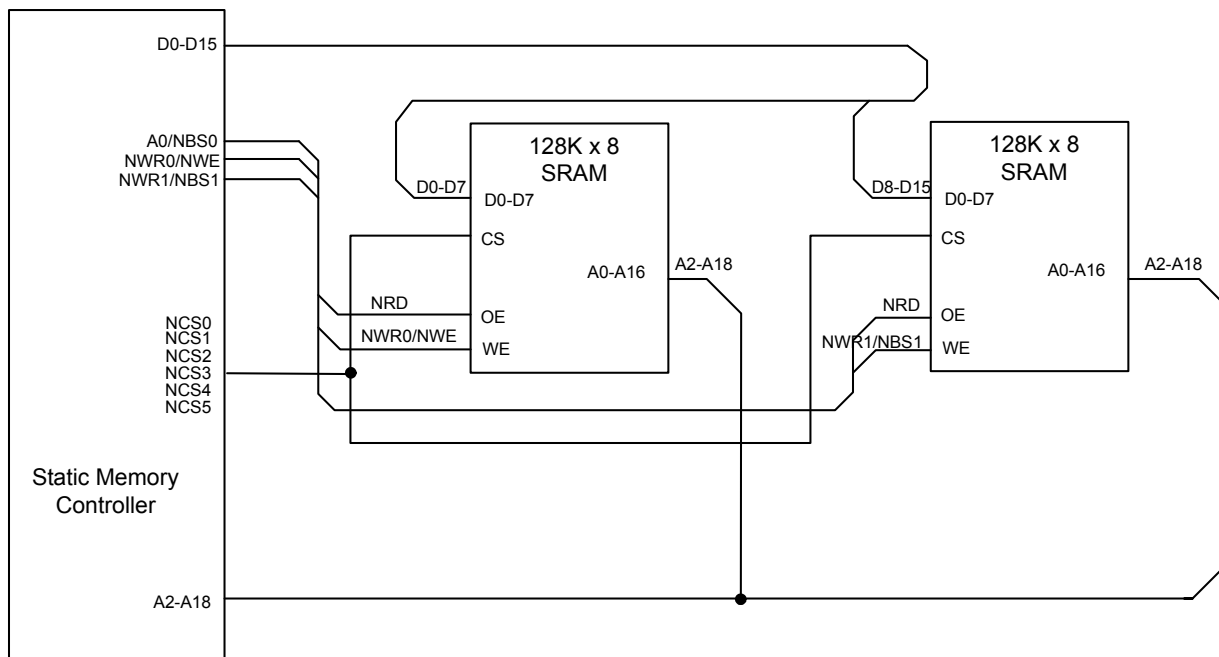 D0-D15
A0/NBS0
NWR0/NWE
NWR1/NBS1
NCS0
NCS1
NCS2
NCS3
NCS4
NCS5
Static Memory
Controller
A2-A18
128K x 8
SRAM
D0-D7
D0-D7
CS
A0-A16
A2-A18
NRD
OE
NWR0/NWE
WE
128K x 8
SRAM
D8-D15
D0-D7
CS
A0-A16
A2-A18
NRD
OE
NWR1/NBS1
WE